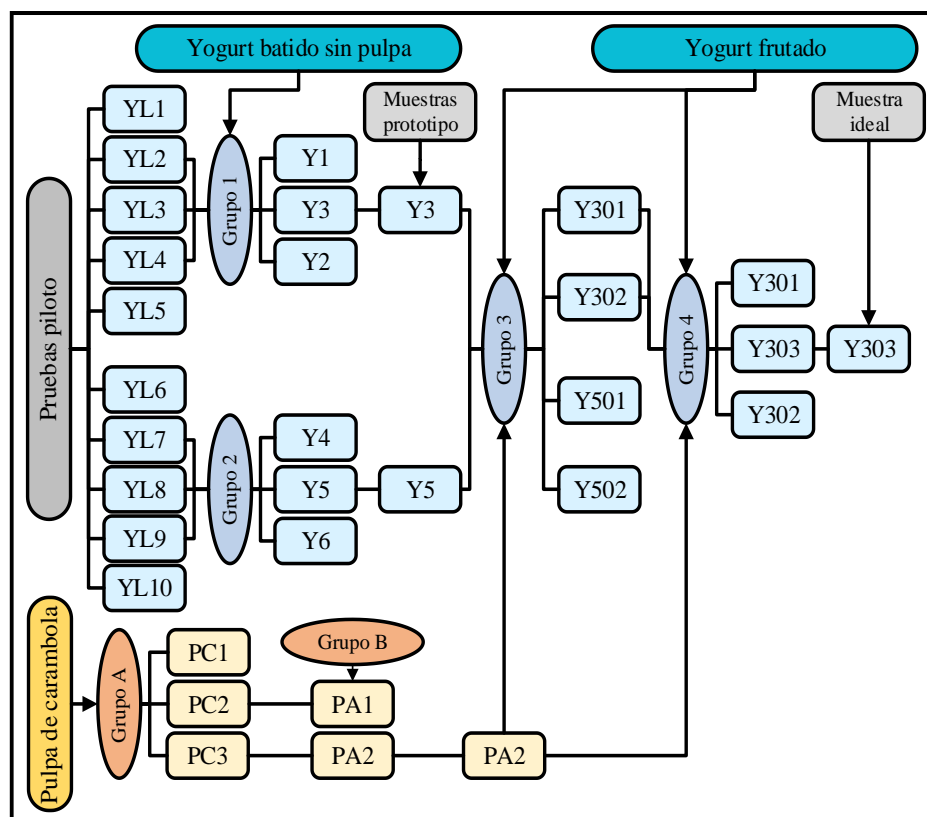 Yogurt batido sin pulpa
Yogurt frutado
Muestras
prototipo
Muestra
ideal
Pruebas piloto
YL1
YL2
YL3
YL4
YL5
YL6
YL7
YL8
YL9
YL10
Grupo 1
Y1
Y3
Y2
Y3
Grupo 2
Y4
Y5
Y6
Y5
Grupo 3
Y301
Y302
Y501
Y502
Grupo 4
Y301
Y303
Y302
Y303
Pulpa de carambola
Grupo A
PC1
PC2
PC3
Grupo B
PA1
PA2
PA2